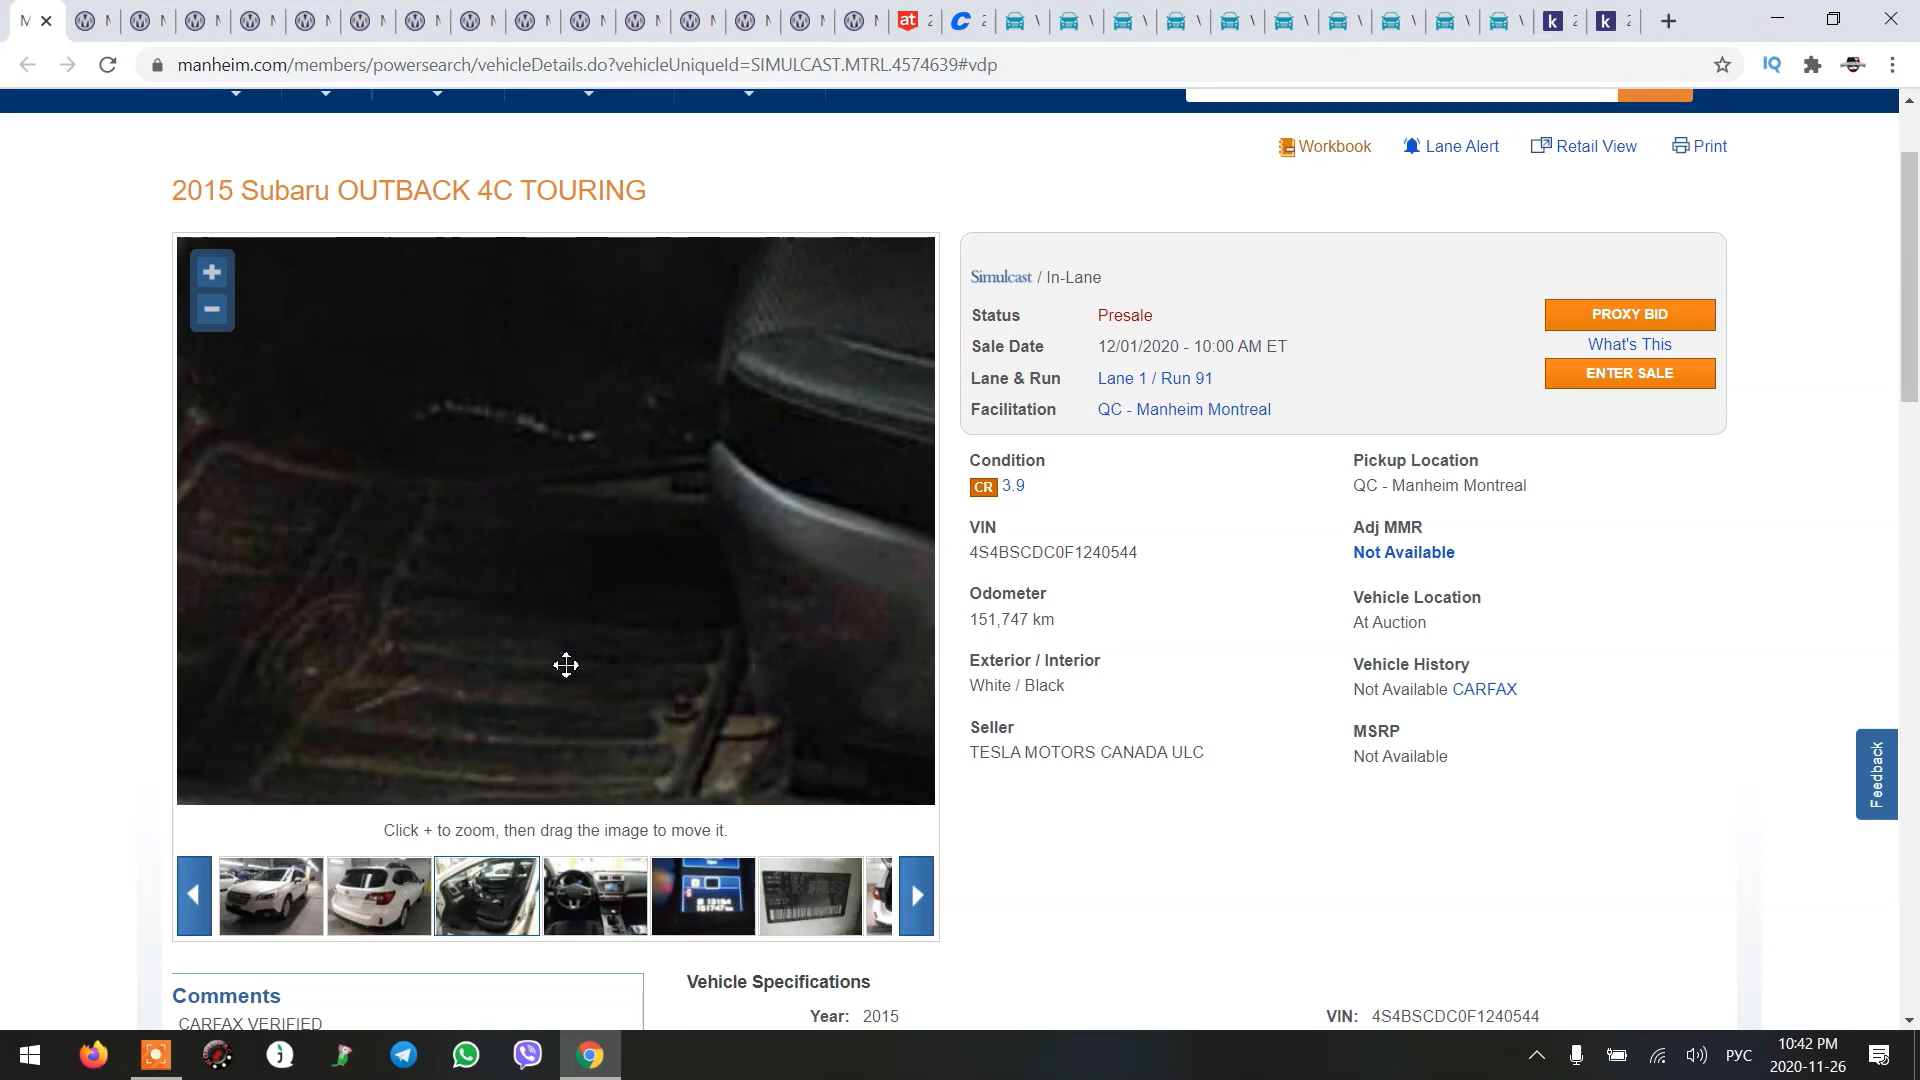 M
at 2
C 2
k 2
k 2
manheim.com/members/powersearch/vehicleDetails.do?vehicleUniqueId=SIMULCAST.MTRL.4574639#vdp
IQ
Workbook
Lane Alert
Retail View
Print
2015 Subaru OUTBACK 4C TOURING
Simulcast / In-Lane
Status Presale
PROXY BID
Sale Date 12/01/2020 - 10:00 AM ET
What's This
Lane & Run Lane 1 / Run 91
ENTER SALE
Facilitation QC - Manheim Montreal
Condition
CR 3.9
VIN
4S4BSCDC0F1240544
Odometer
151,747 km
Exterior / Interior
White / Black
Seller
TESLA MOTORS CANADA ULC
Pickup Location
QC - Manheim Montreal
Adj MMR
Not Available
Vehicle Location
At Auction
Vehicle History
Not Available CARFAX
MSRP
Not Available
Feedback
Click + to zoom, then drag the image to move it.
Comments
CARFAX VERIFIED
Vehicle Specifications
Year: 2015
VIN: 4S4BSCDC0F1240544
РУС
10:42 PM
2020-11-26